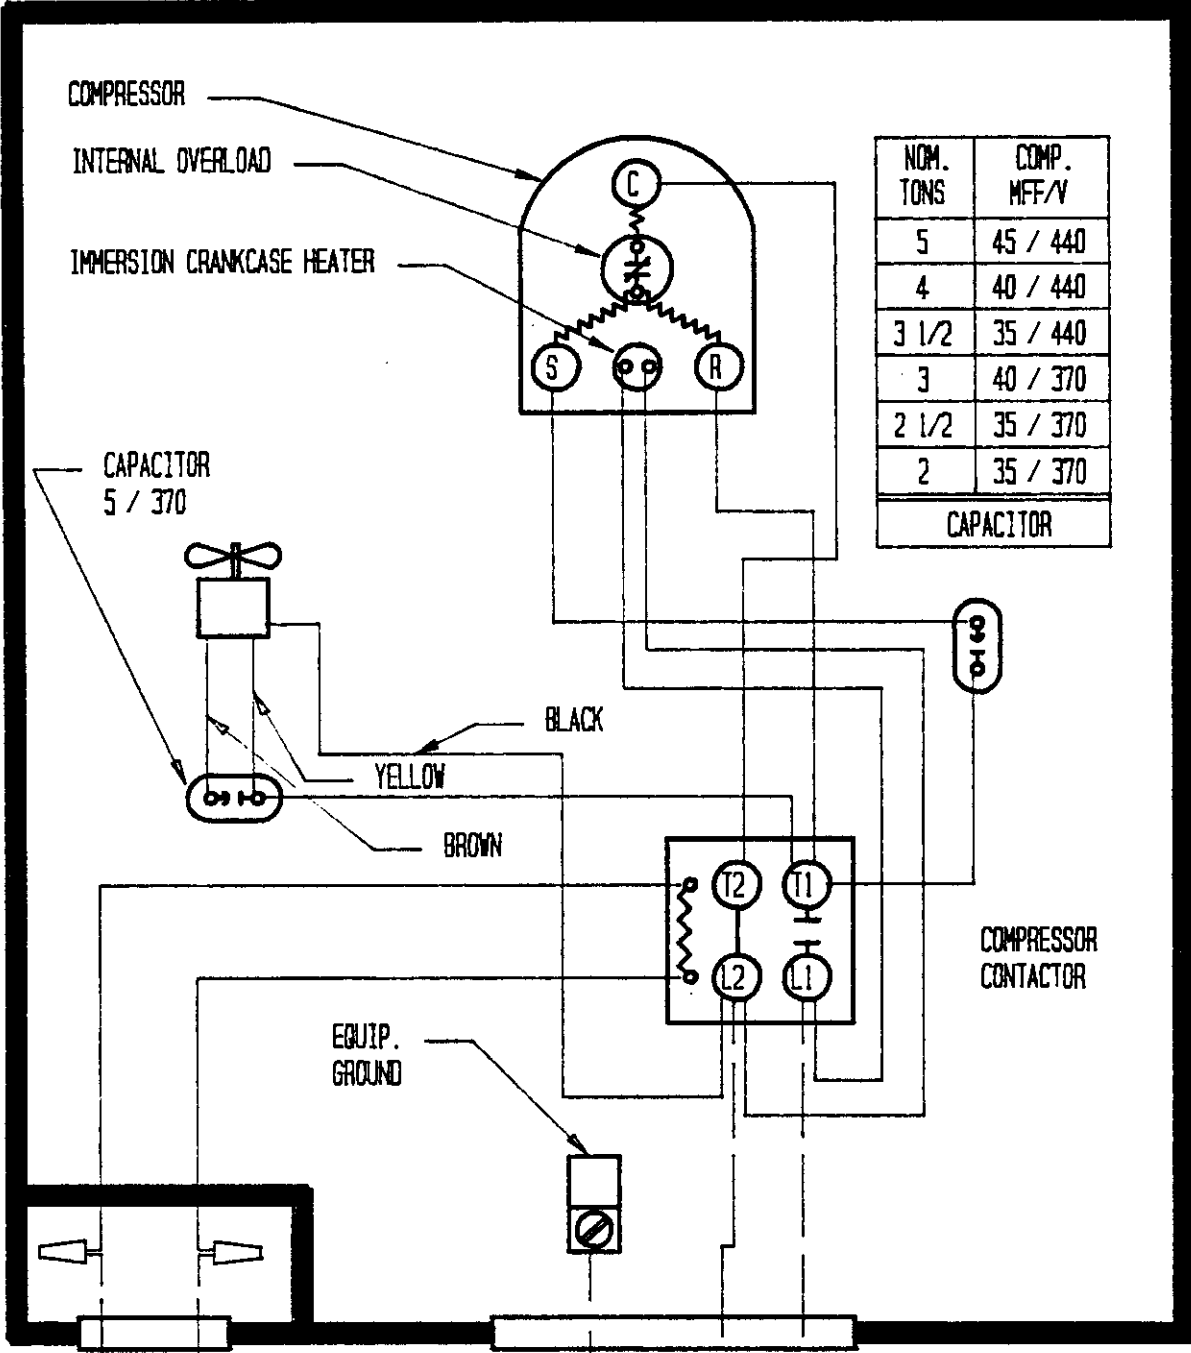 COMPRESSOR
INTERNAL OVERLOAD
IMMERSION CRANKCASE HEATER
C
S
R
NOM. TONS
COMP. MFF/V
5 45 / 440
4 40 / 440
3 1/2 35 / 440
3 40 / 370
2 1/2 35 / 370
2 35 / 370
CAPACITOR
CAPACITOR
5 / 370
BLACK
YELLOW
BROWN
T2
T1
L2
L1
COMPRESSOR
CONTACTOR
EQUIP.
GROUND